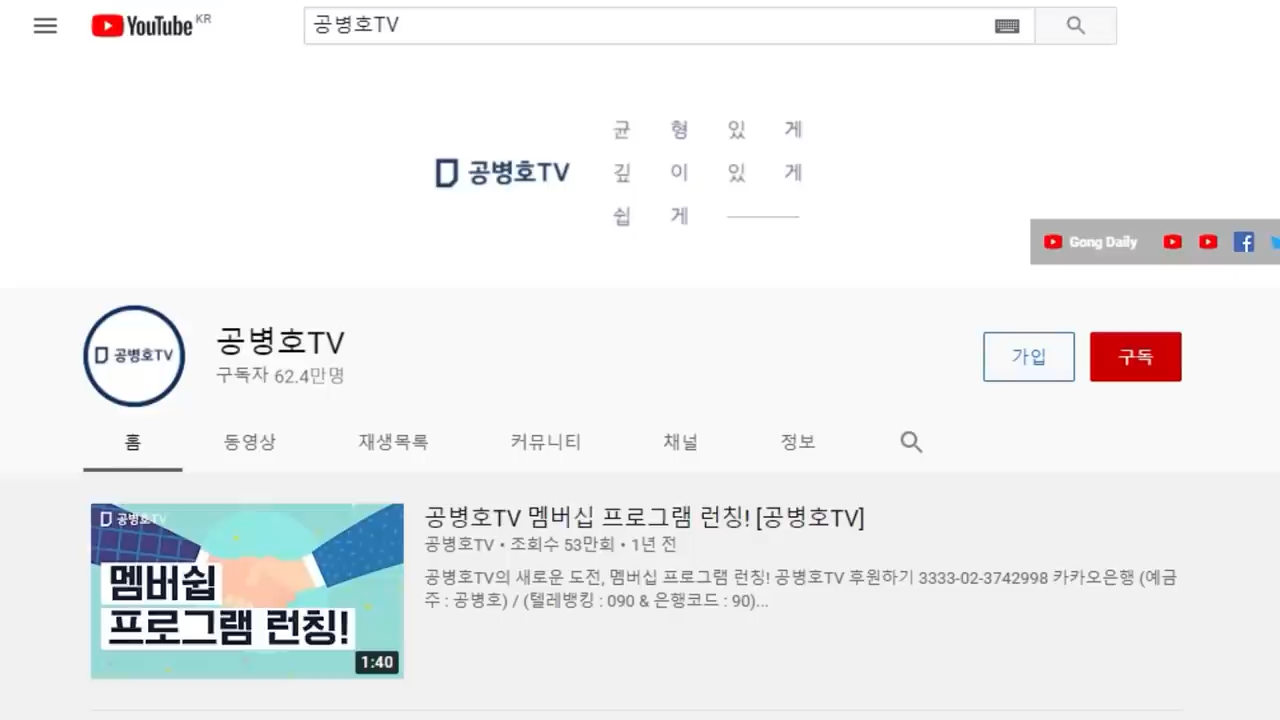 YouTube KR
공병호TV
균 형 있 게
공병호TV
깊 이 있 게
쉽 게
Gong Daily
공병호TV
공병호TV
구독자 62.4만명
가입
구독
홈
동영상
재생목록
커뮤니티
채널
정보
공병호TV
멤버쉽
프로그램 런칭!
1:40
공병호TV 멤버십 프로그램 런칭! [공병호TV]
공병호TV • 조회수 53만회 • 1년 전
공병호TV의 새로운 도전, 멤버십 프로그램 런칭! 공병호TV 후원하기 3333-02-3742998 카카오은행 (예금
주 : 공병호) / (텔레뱅킹 : 090 & 은행코드 : 90)...